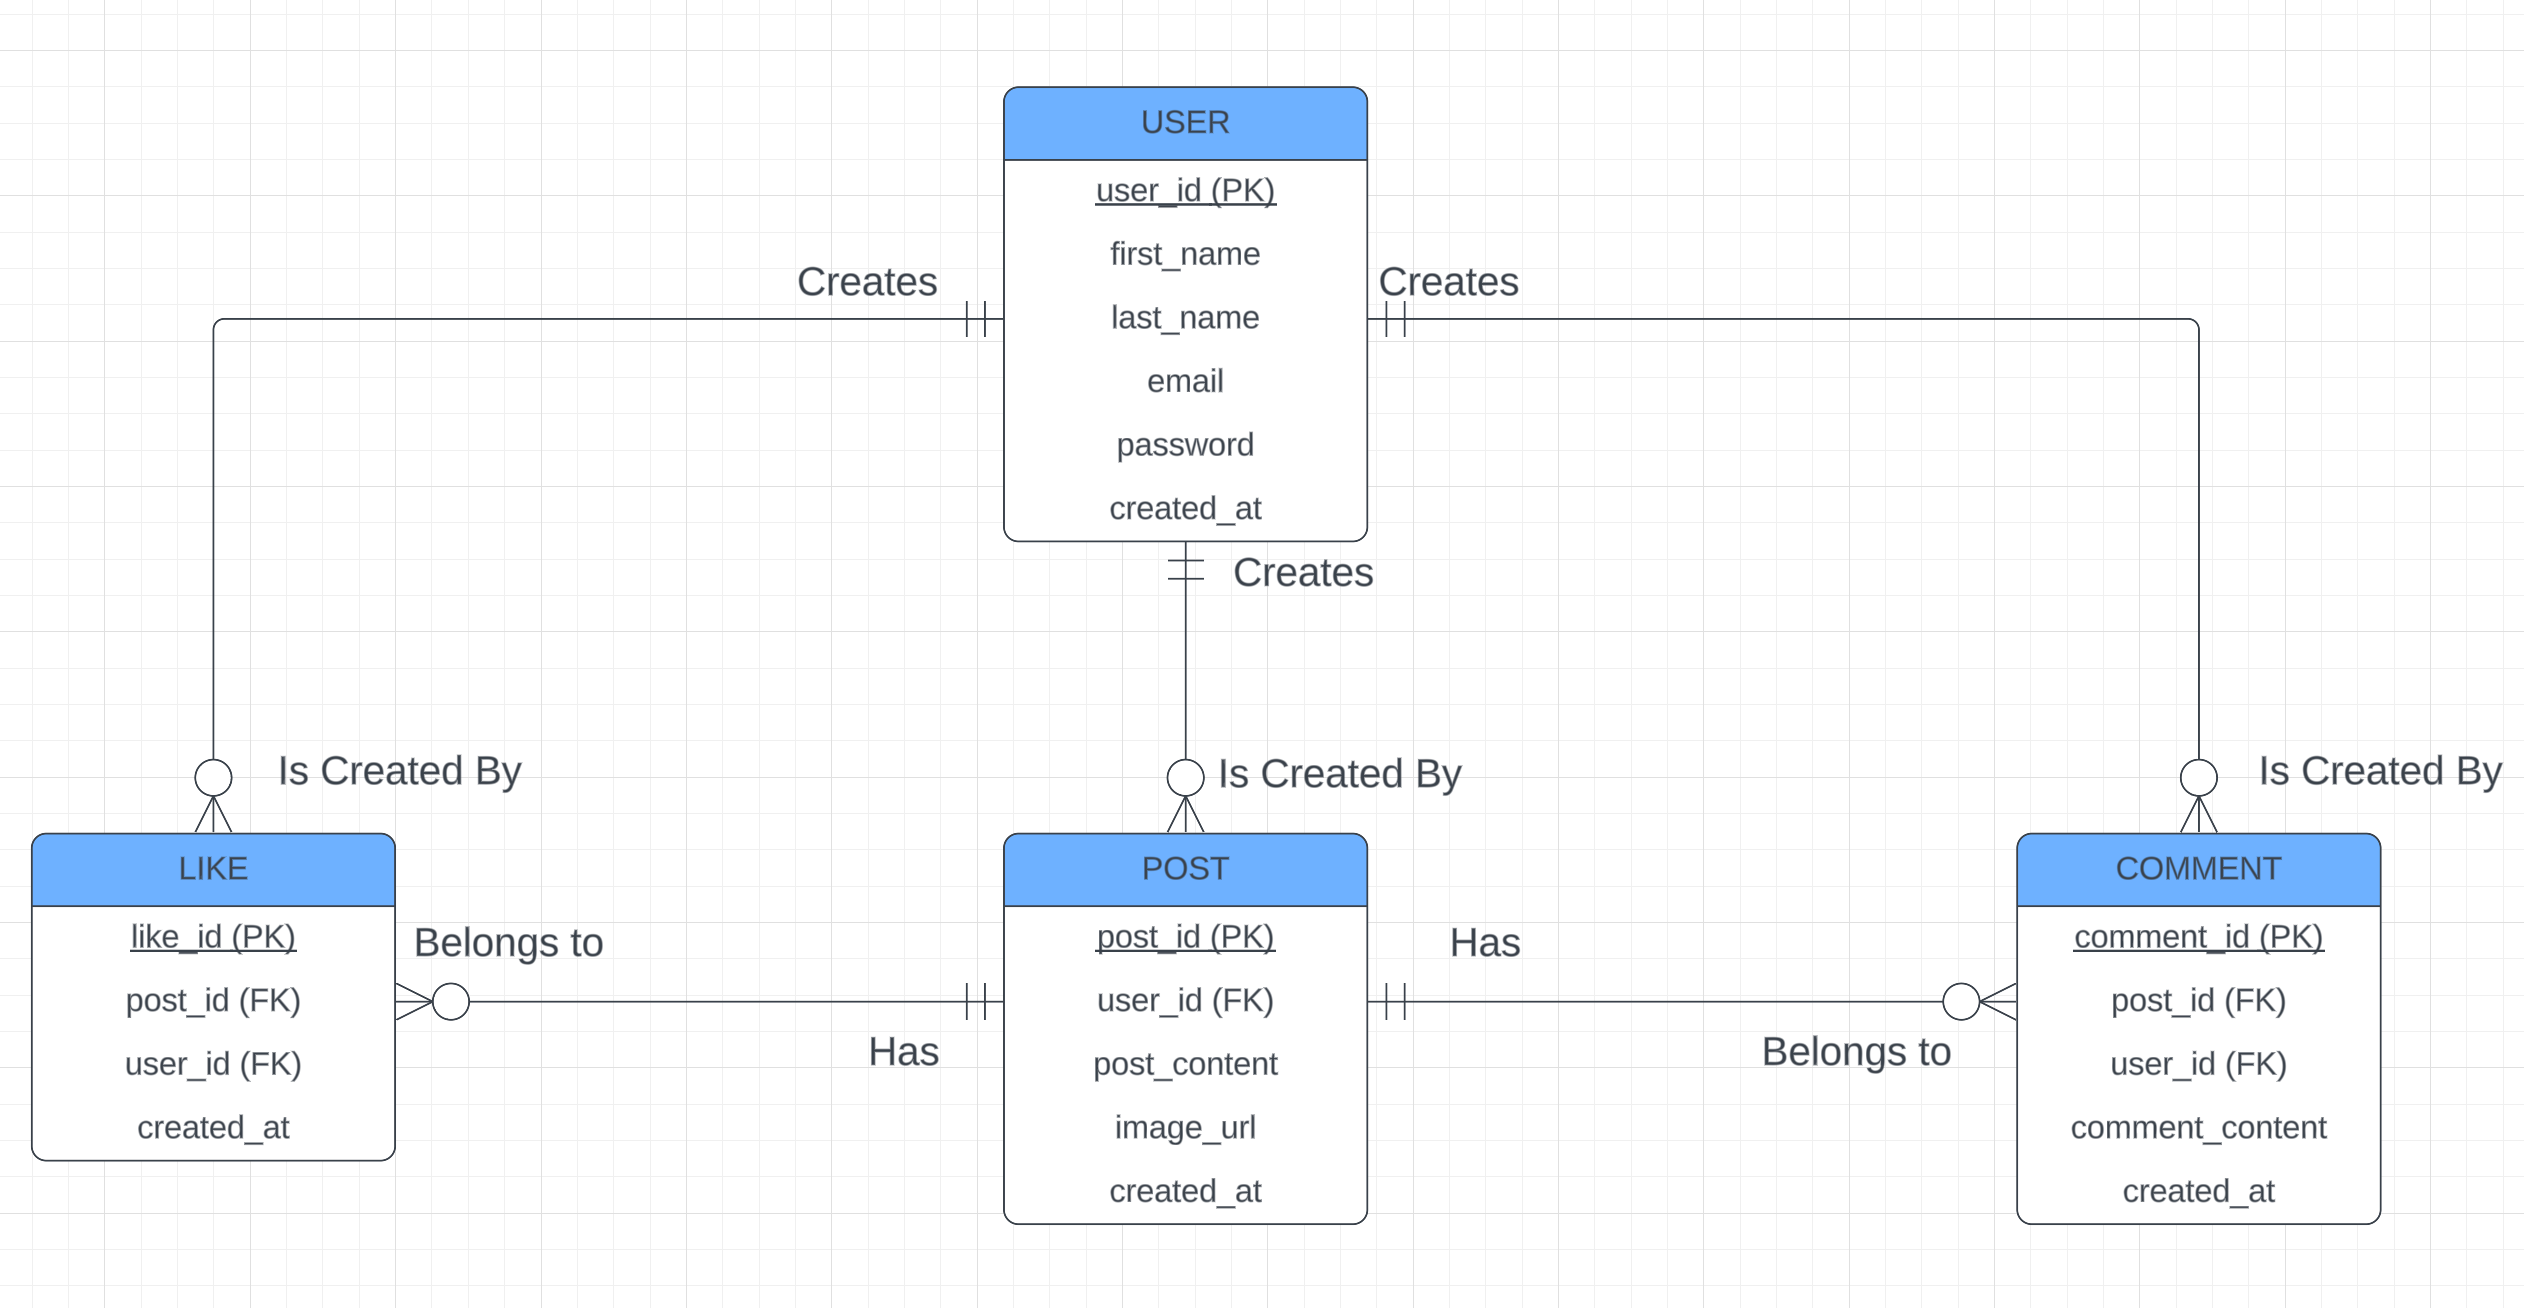 USER
user_id (PK)
first_name
last_name
email
password
created_at
Creates
Creates
Creates
Is Created By
Is Created By
Is Created By
LIKE
like_id (PK)
post_id (FK)
user_id (FK)
created_at
Belongs to
Has
POST
post_id (PK)
user_id (FK)
post_content
image_url
created_at
Has
Belongs to
COMMENT
comment_id (PK)
post_id (FK)
user_id (FK)
comment_content
created_at